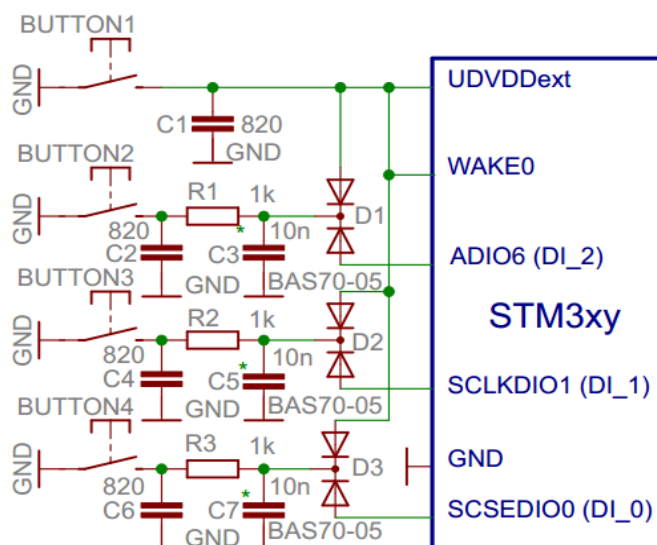 BUTTON1
GND
UDVDDext
C1 820
GND
BUTTON2
WAKE0
GND
R1 1k
D1
820
C2
* 10n
C3
ADIO6 (DI_2)
GND
BAS70-05
BUTTON3
STM3xy
GND
R2 1k
D2
820
C4
* 10n
C5
SCLKDIO1 (DI_1)
GND
BAS70-05
BUTTON4
GND
R3 1k
D3
GND
820
C6
* 10n
C7
SCSEDIO0 (DI_0)
GND
BAS70-05